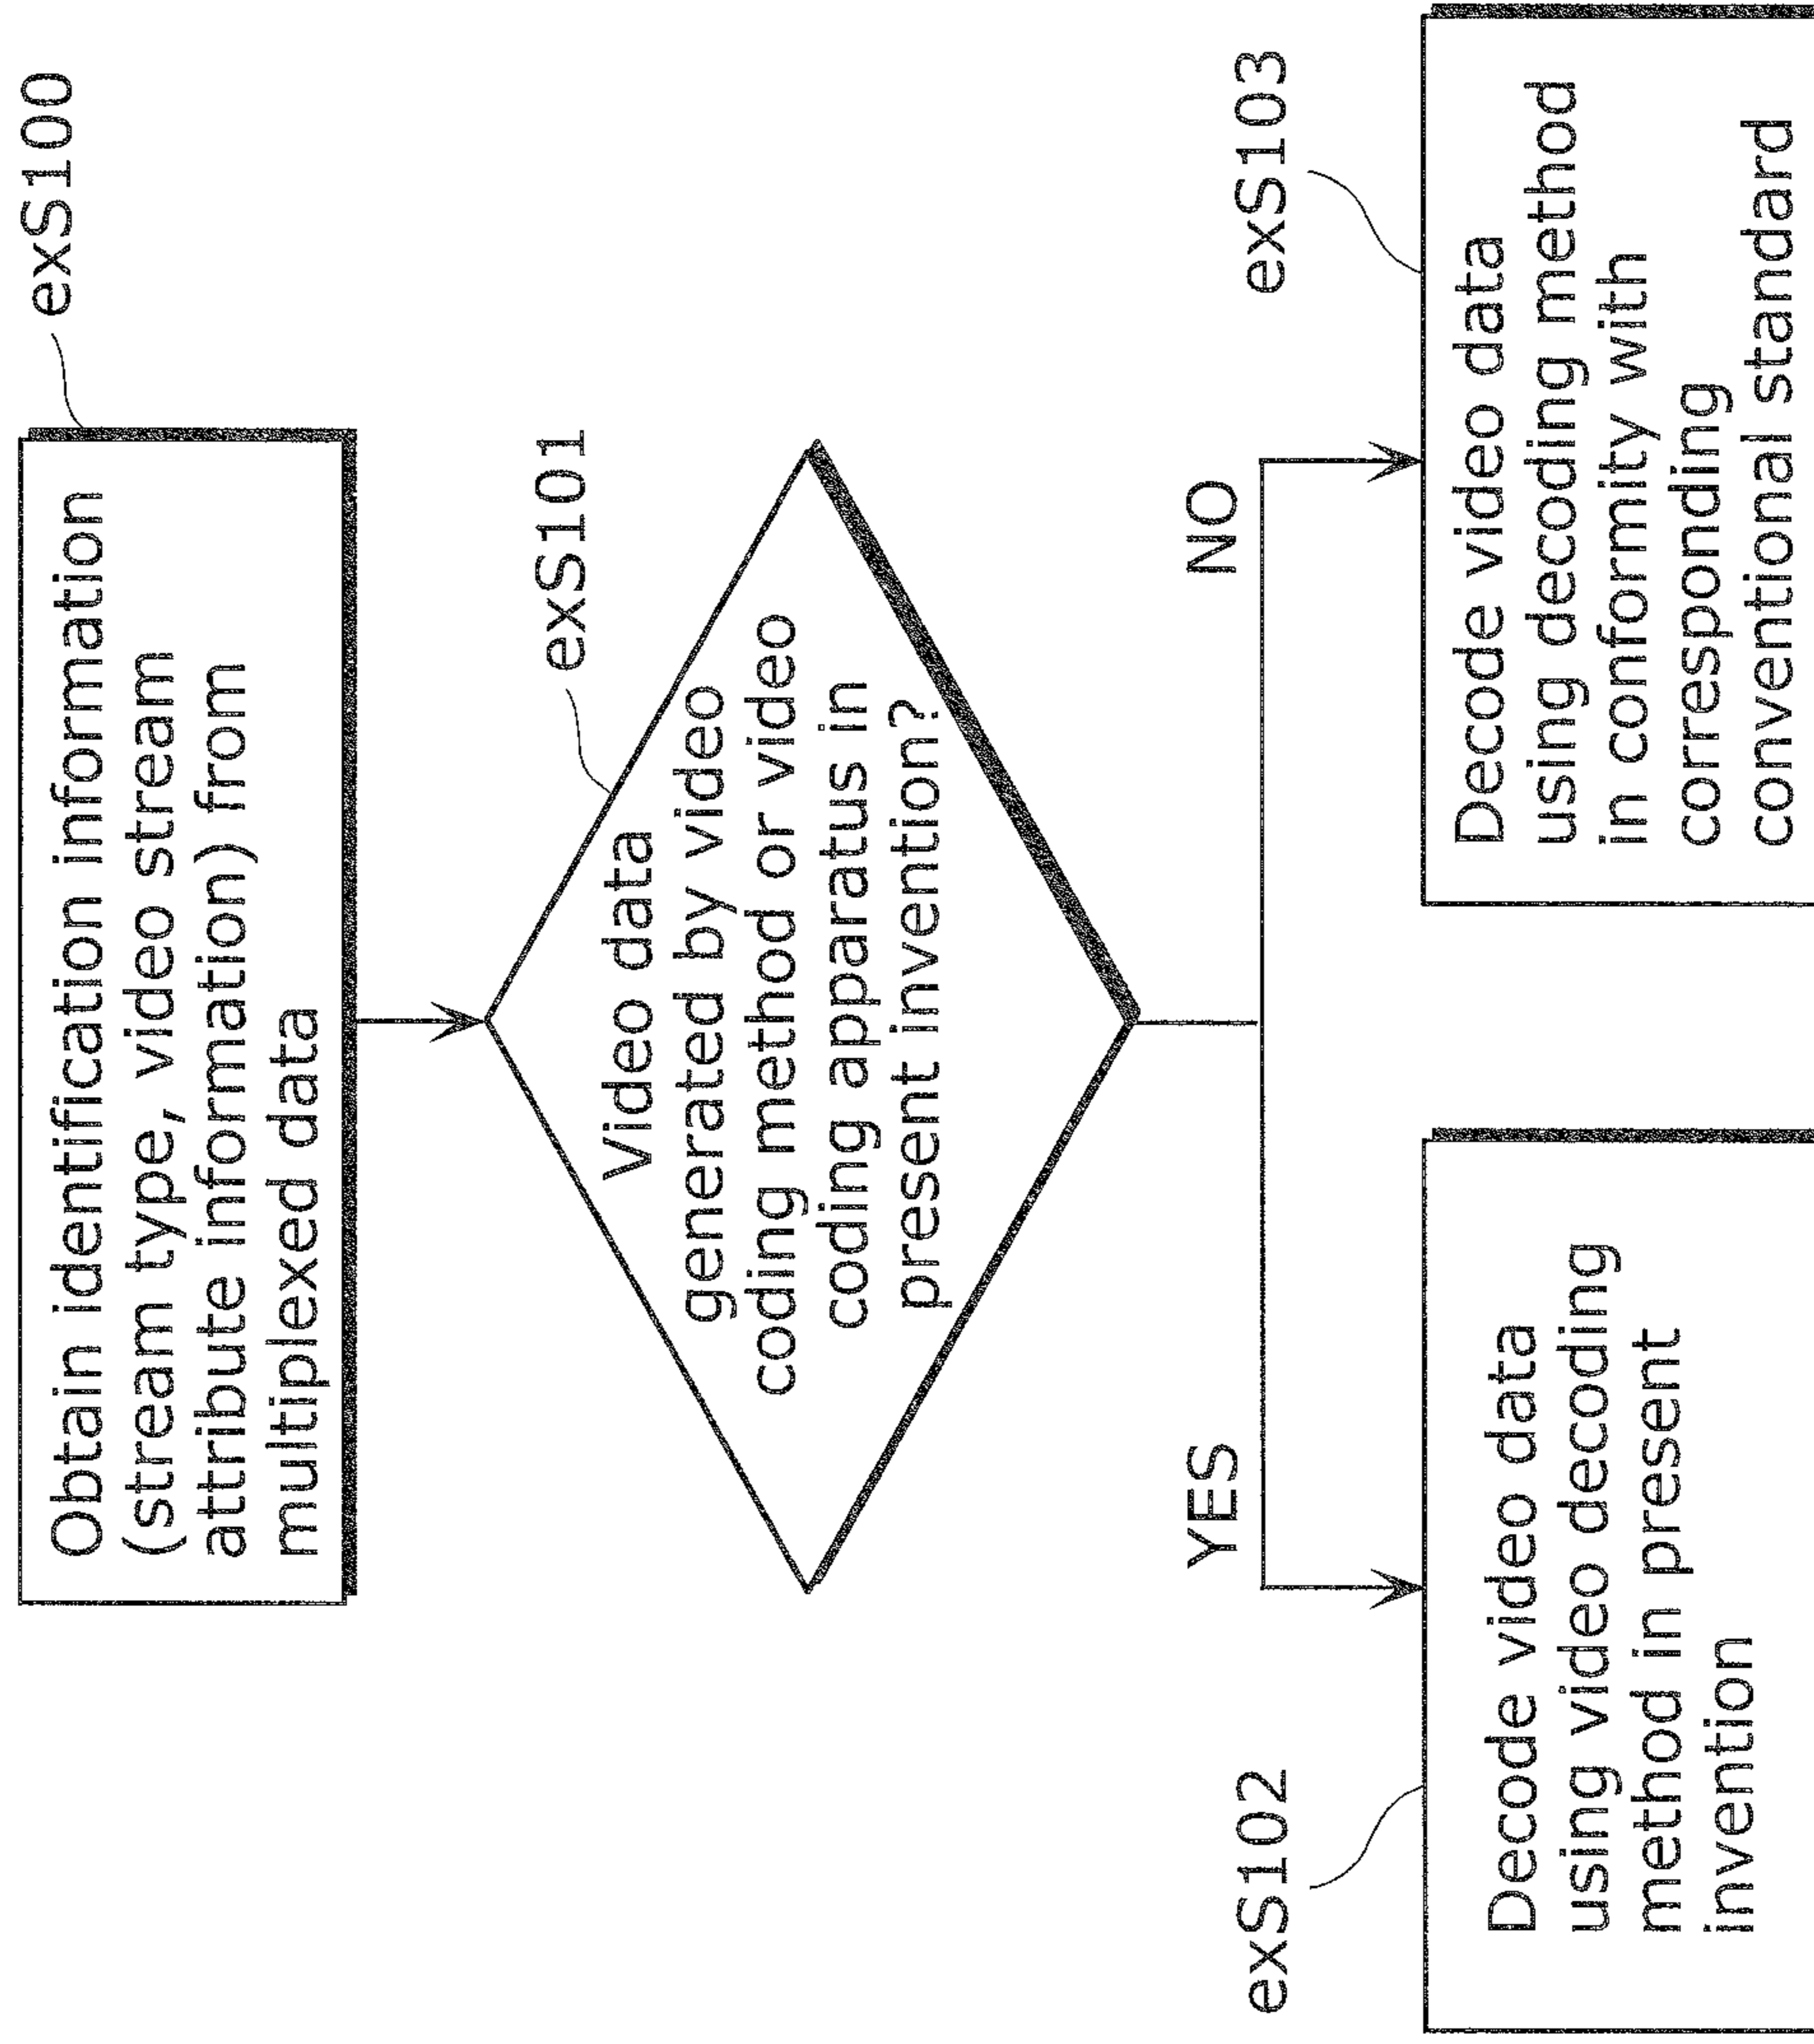 exS100
Obtain identification information
(stream type, video stream
attribute information) from
multiplexed data
exS101
Video data
generated by video
coding method or video
coding apparatus in
present invention?
YES
NO
exS102
Decode video data
using video decoding
method in present
invention
exS103
Decode video data
using decoding method
in conformity with
corresponding
conventional standard